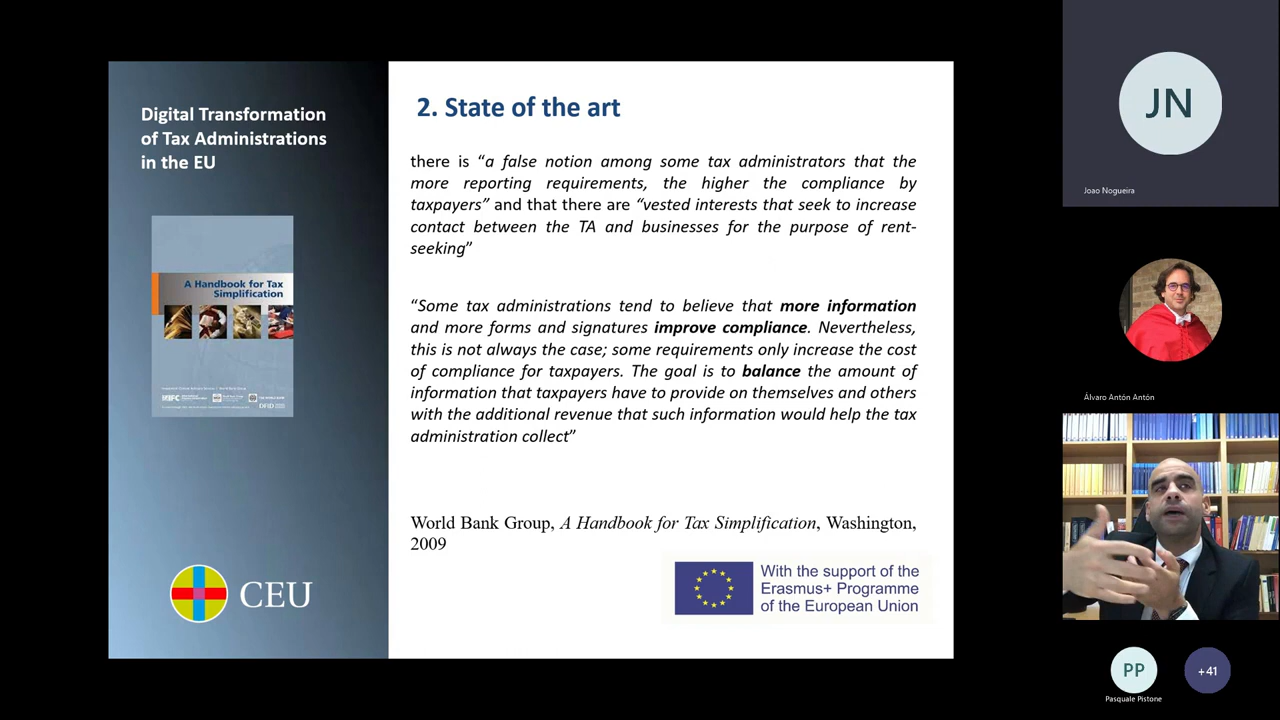 Digital Transformation
of Tax Administrations
in the EU
A Handbook for Tax
Simplification
CEU
2. State of the art
there is “a false notion among some tax administrators that the
more reporting requirements, the higher the compliance by
taxpayers” and that there are “vested interests that seek to increase
contact between the TA and businesses for the purpose of rent-
seeking”
“Some tax administrations tend to believe that more information
and more forms and signatures improve compliance. Nevertheless,
this is not always the case; some requirements only increase the cost
of compliance for taxpayers. The goal is to balance the amount of
information that taxpayers have to provide on themselves and others
with the additional revenue that such information would help the tax
administration collect”
World Bank Group, A Handbook for Tax Simplification, Washington,
2009
With the support of the
Erasmus+ Programme
of the European Union
JN
Joao Nogueira
Álvaro Antón Antón
PP
Pasquale Pistone
+41